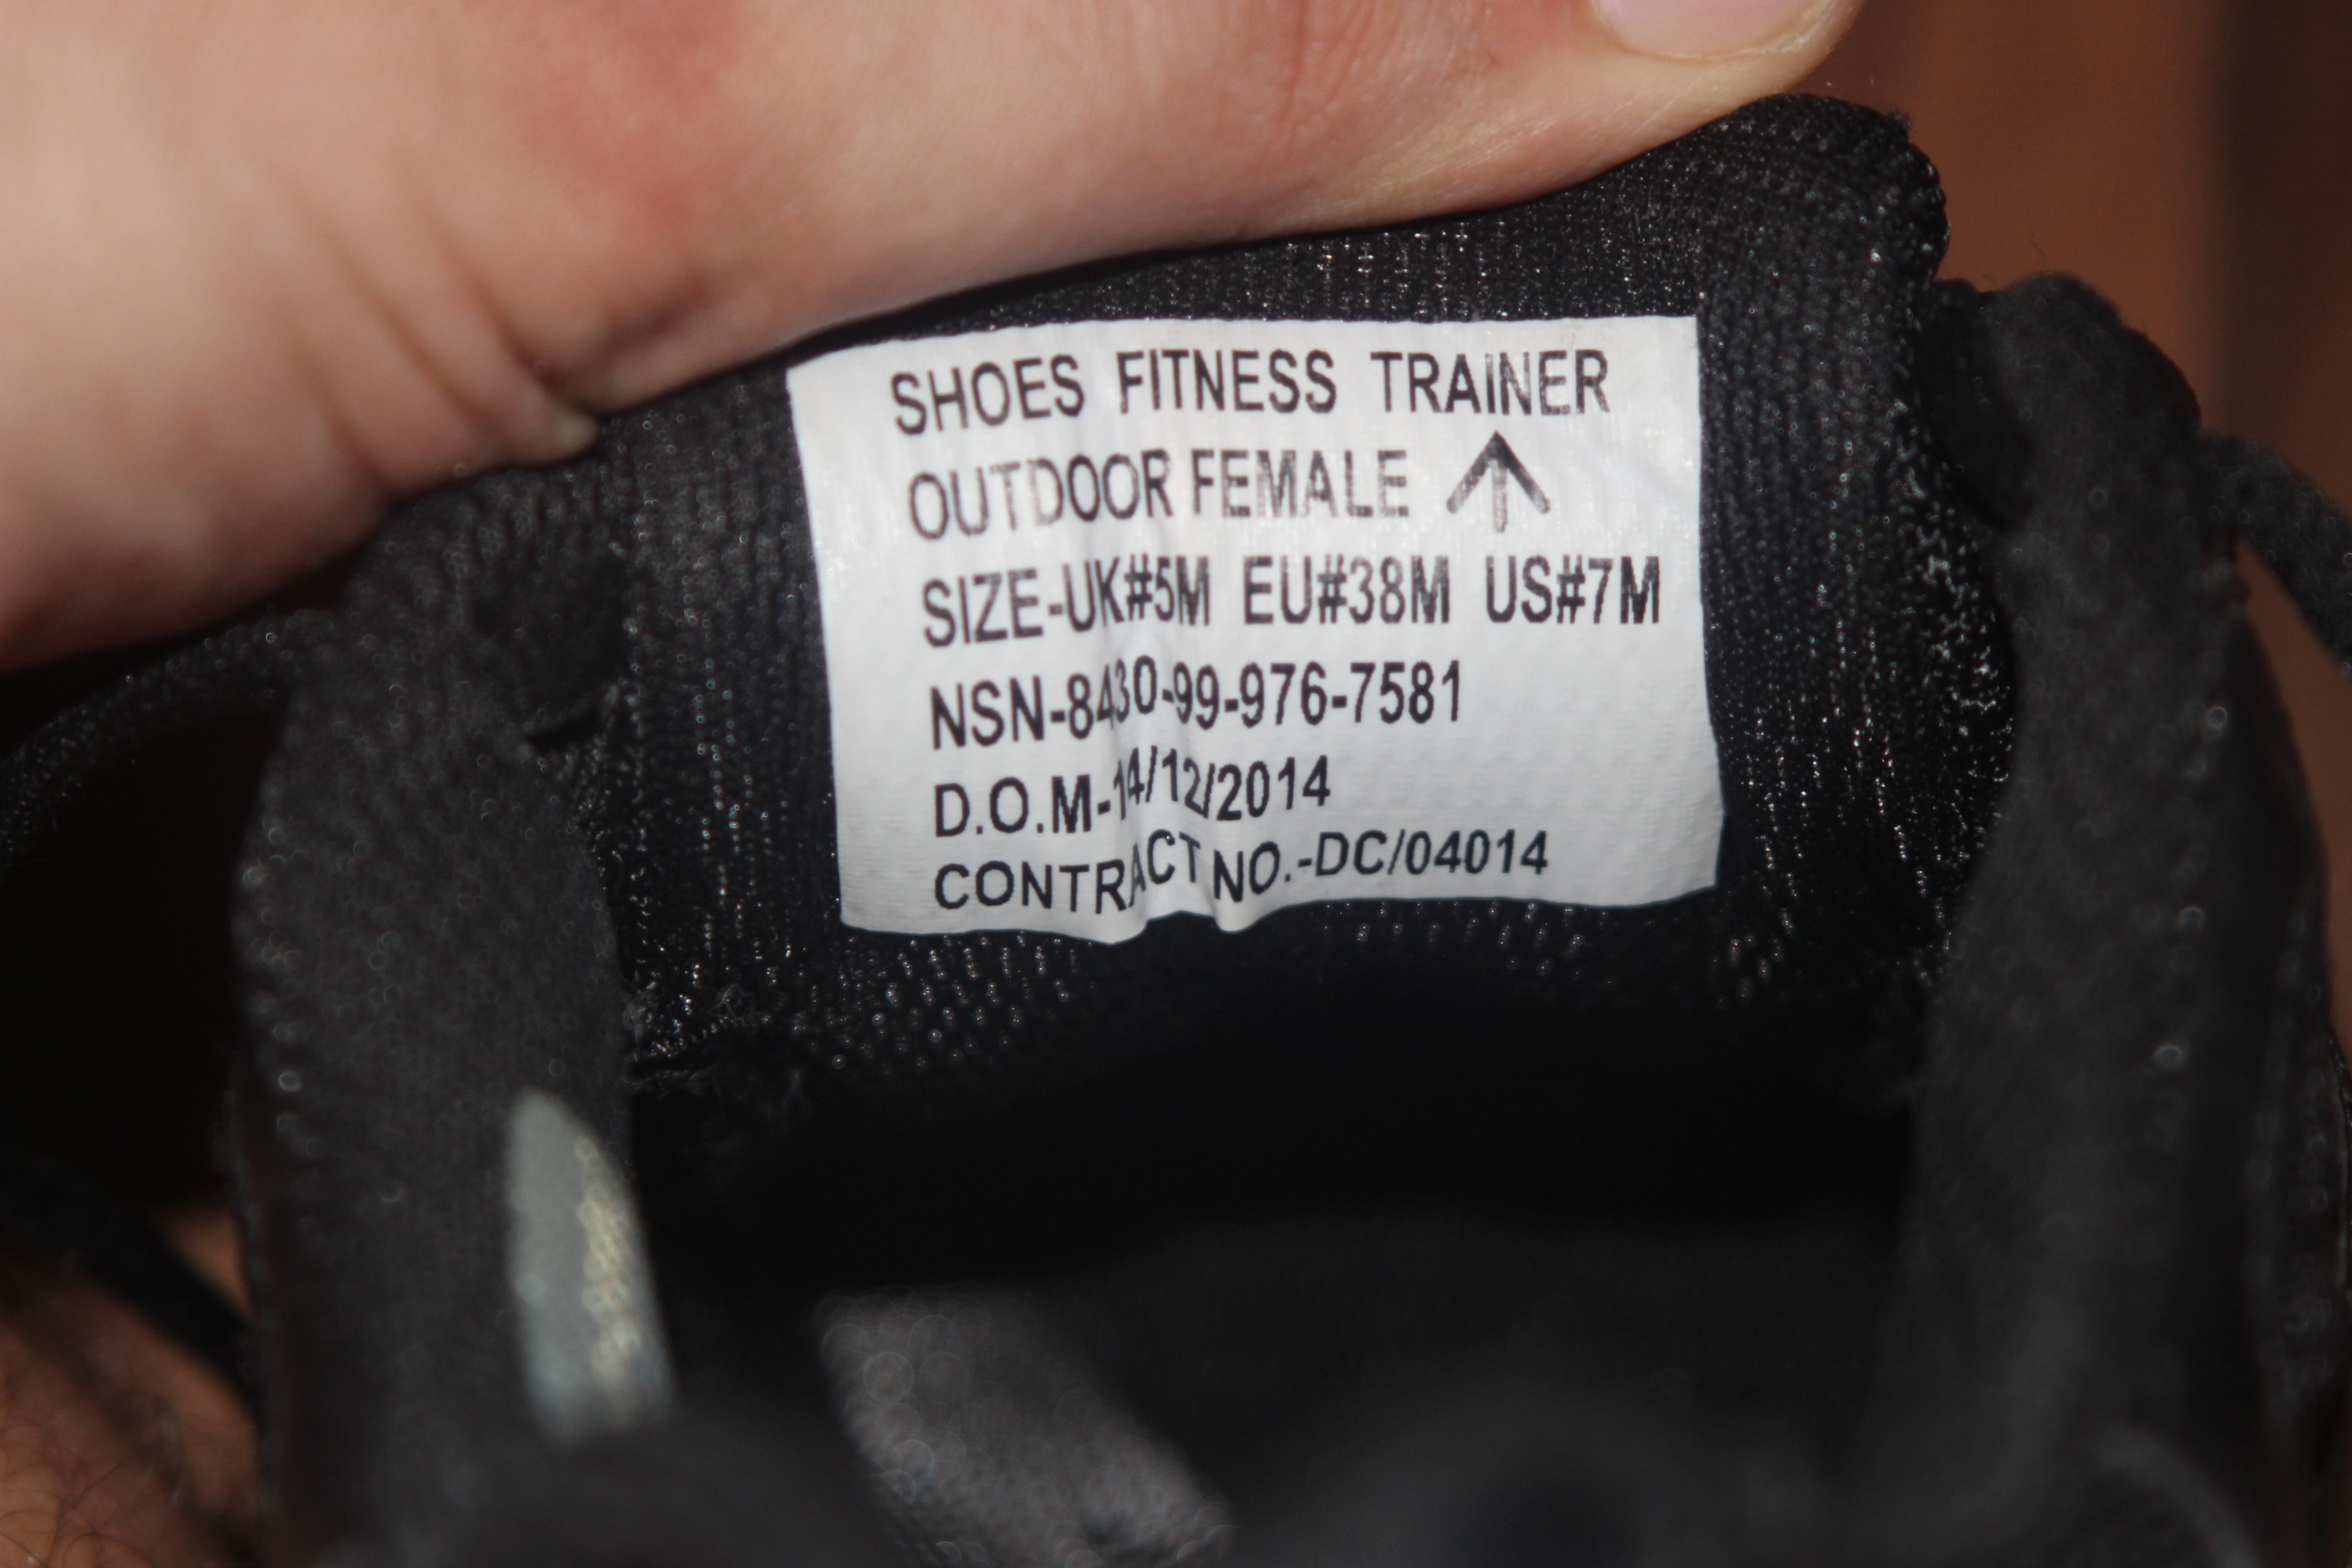 SHOES FITNESS TRAINER
OUTDOOR FEMALE ↑
SIZE-UK#5M EU#38M US#7M
NSN-8430-99-976-7581
D.O.M-14/12/2014
CONTRACT NO.-DC/04014